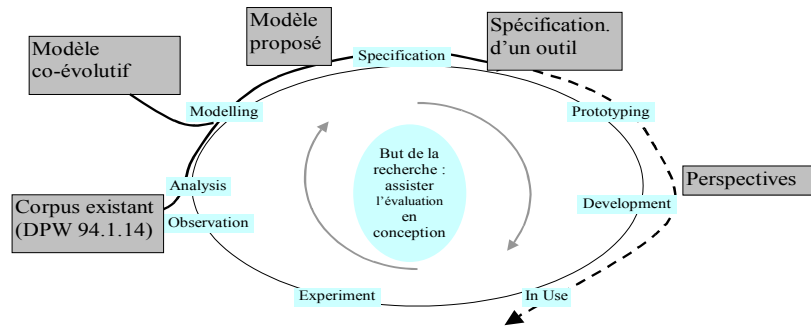 Modèle
proposé
Spécification.
d'un outil
Modèle
co-évolutif
Specification
Modelling
Prototyping
But de la
recherche :
assister
l'évaluation
en
conception
Analysis
Perspectives
Corpus existant
(DPW 94.1.14)
Observation
Development
Experiment
In Use